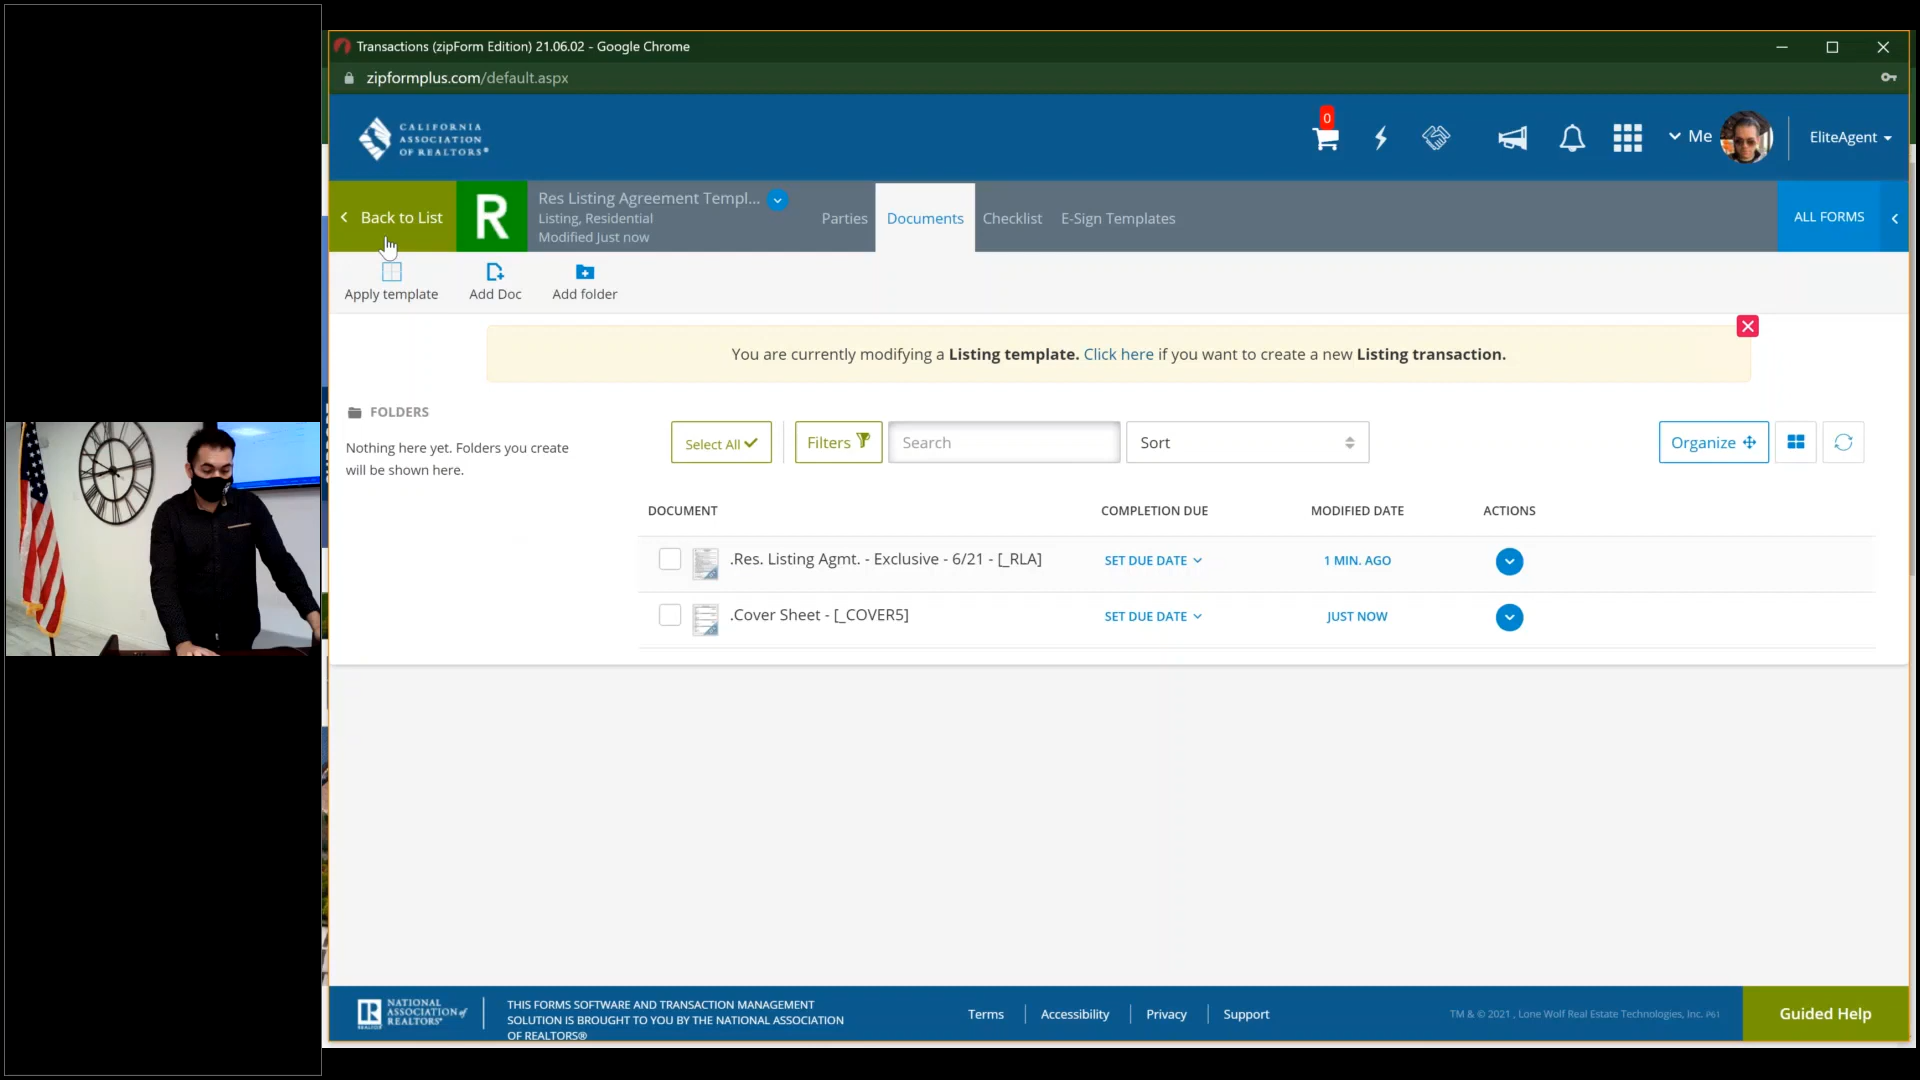 Transactions (zipForm Edition) 21.06.02 - Google Chrome
zipformplus.com/default.aspx
CALIFORNIA
ASSOCIATION
OF REALTORS®
0
Me
EliteAgent
Back to List
R
Res Listing Agreement Templ...
Listing, Residential
Modified Just now
Parties
Documents
Checklist
E-Sign Templates
ALL FORMS
Apply template
Add Doc
Add folder
You are currently modifying a Listing template. Click here if you want to create a new Listing transaction.
FOLDERS
Nothing here yet. Folders you create
will be shown here.
Select All
Filters
Search
Sort
Organize
DOCUMENT
COMPLETION DUE
MODIFIED DATE
ACTIONS
.Res. Listing Agmt. - Exclusive - 6/21 - [_RLA]
SET DUE DATE
1 MIN. AGO
.Cover Sheet - [_COVER5]
SET DUE DATE
JUST NOW
NATIONAL
ASSOCIATION of
REALTORS®
THIS FORMS SOFTWARE AND TRANSACTION MANAGEMENT
SOLUTION IS BROUGHT TO YOU BY THE NATIONAL ASSOCIATION
OF REALTORS®
Terms
Accessibility
Privacy
Support
TM & © 2021 , Lone Wolf Real Estate Technologies, Inc.
Guided Help